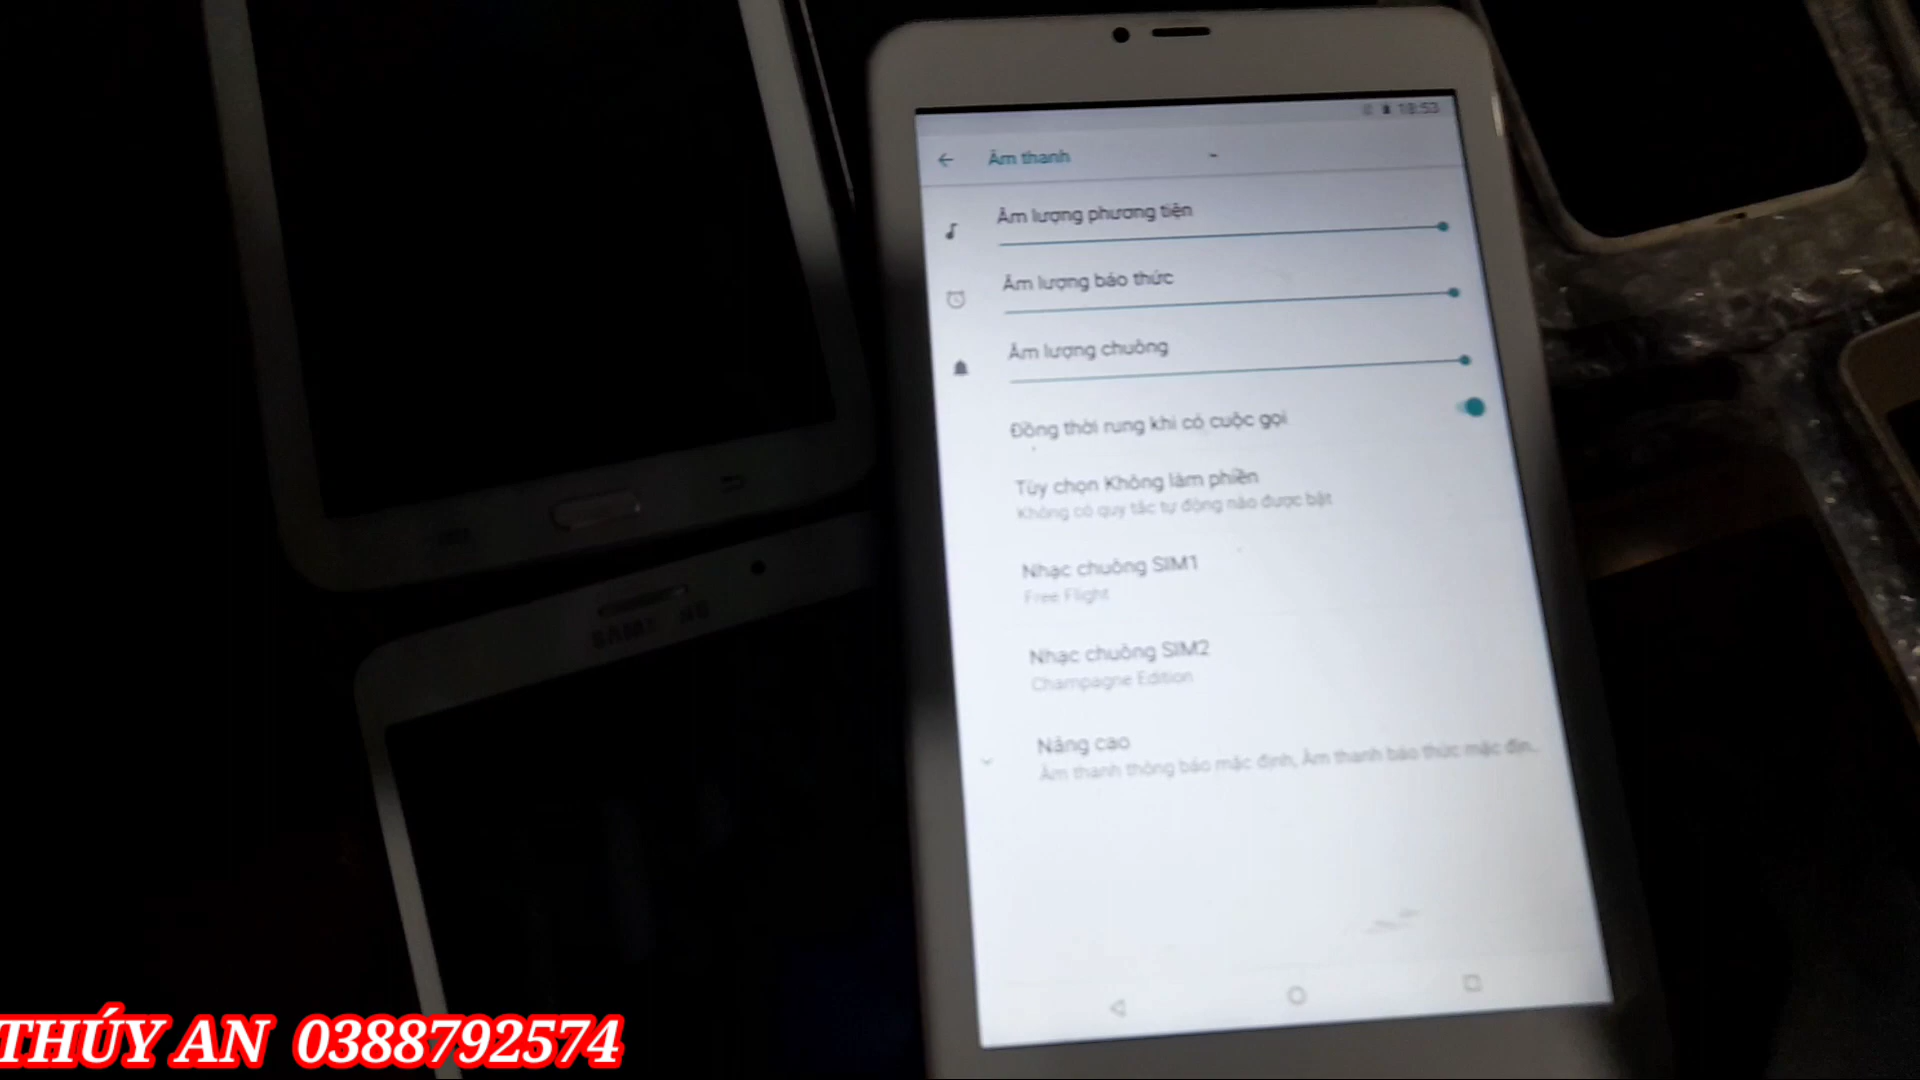 18:53
Âm thanh
Âm lượng phương tiện
Âm lượng báo thức
Âm lượng chuông
Đồng thời rung khi có cuộc gọi
Tùy chọn Không làm phiền
Không có quy tắc tự động nào được bật
Nhạc chuông SIM1
Free Flight
Nhạc chuông SIM2
Champagne Edition
Nâng cao
Âm thanh thông báo mặc định, Âm thanh báo thức mặc địn...
SAMSUNG
THÚY AN 0388792574